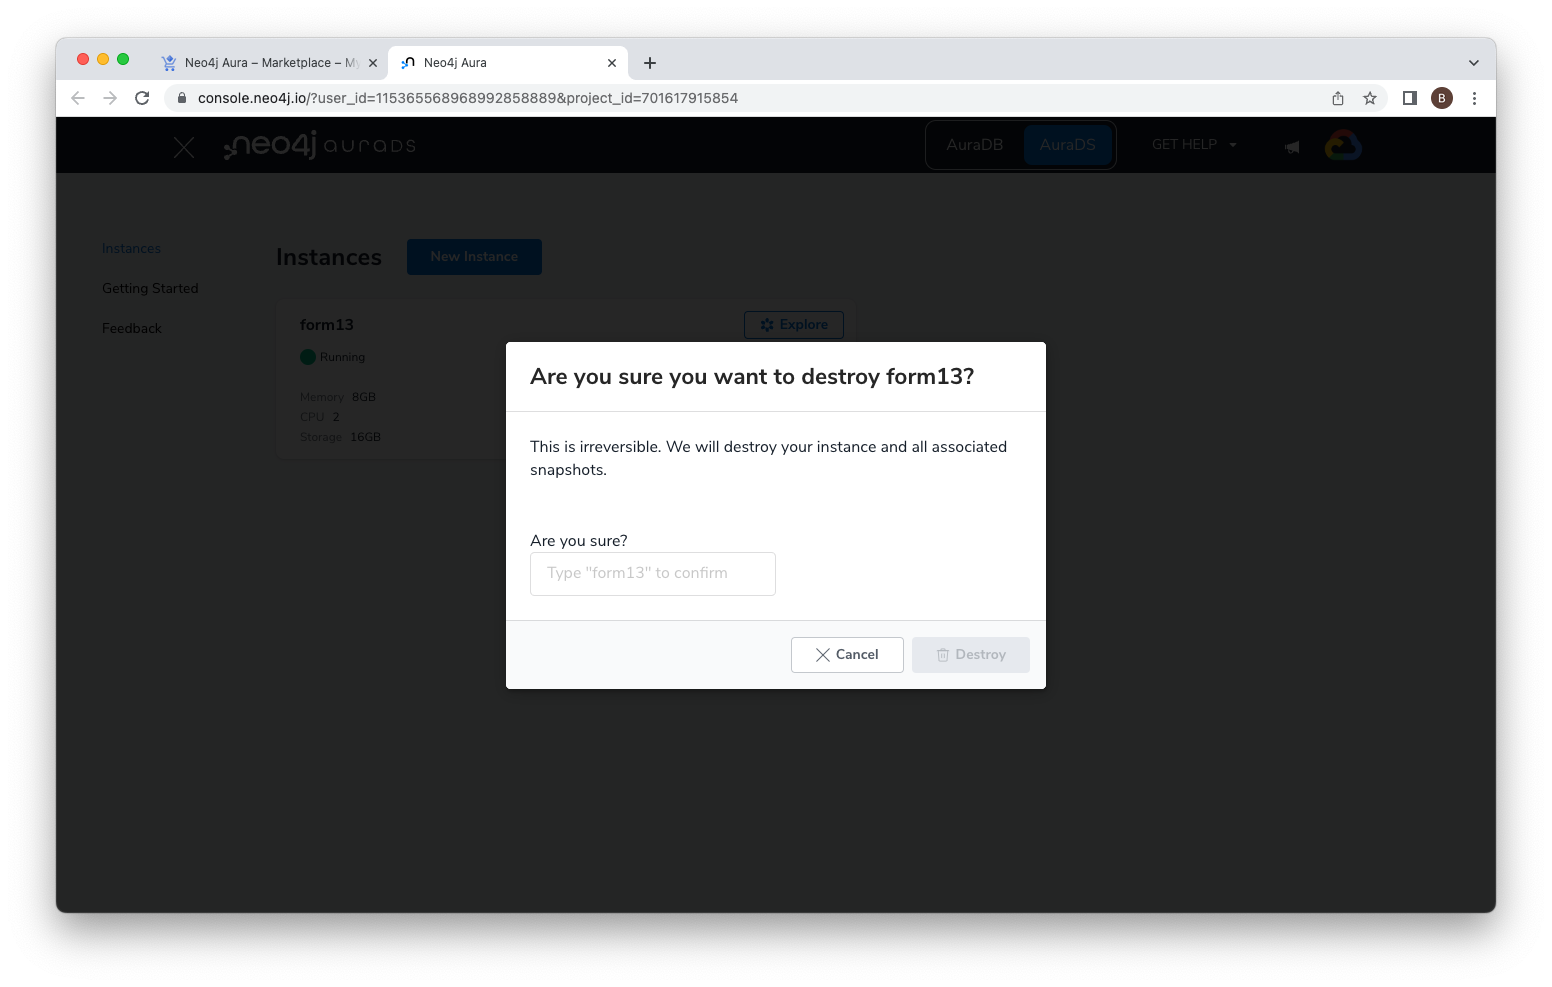 Neo4j Aura – Marketplace – My
Neo4j Aura
console.neo4j.io/?user_id=115365568968992858889&project_id=701617915854
B
neo4j auraDS
AuraDB
AuraDS
GET HELP
Instances
Getting Started
Feedback
Instances
New Instance
form13
Explore
Running
Memory 8GB
CPU 2
Storage 16GB
Are you sure you want to destroy form13?
This is irreversible. We will destroy your instance and all associated
snapshots.
Are you sure?
Type "form13" to confirm
Cancel
Destroy